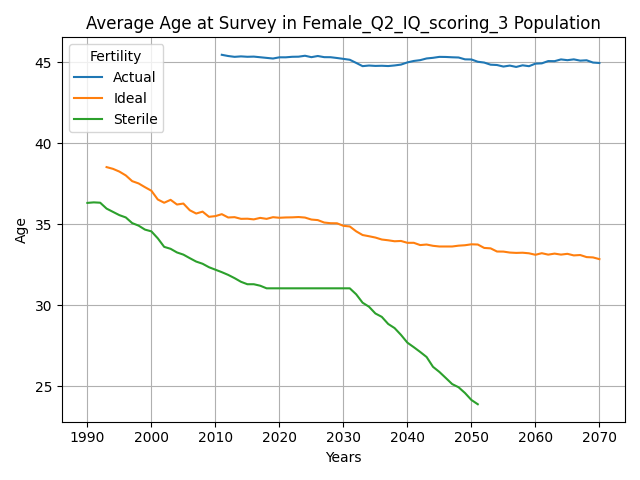 Average Age at Survey in Female_Q2_IQ_scoring_3 Population
Fertility
Actual
Ideal
Sterile
Age
45
40
35
30
25
1990 2000 2010 2020 2030 2040 2050 2060 2070
Years